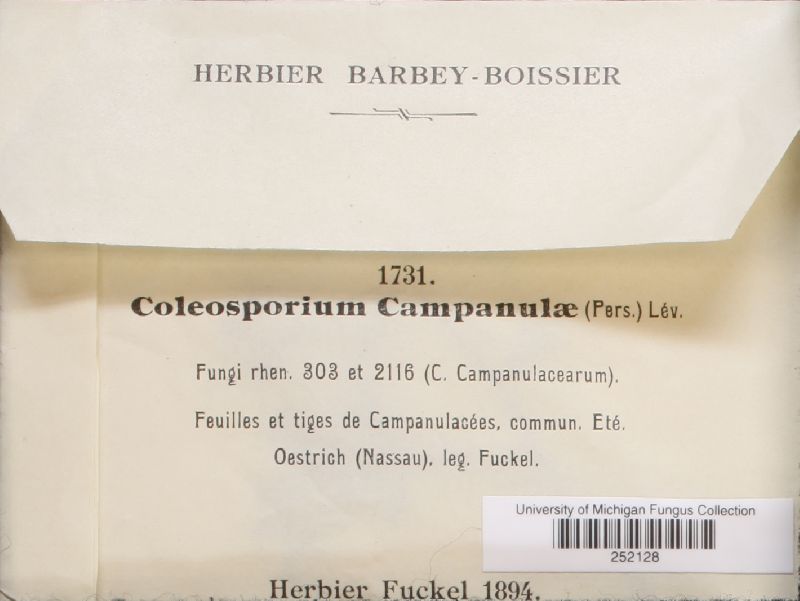 HERBIER BARBEY-BOISSIER
1731.
Coleosporium Campanulæ (Pers.) Lév.
Fungi rhen. 303 et 2116 (C. Campanulacearum).
Feuilles et tiges de Campanulacées, commun. Eté.
Oestrich (Nassau), leg. Fuckel.
University of Michigan Fungus Collection
252128
Herbier Fuckel 1894.